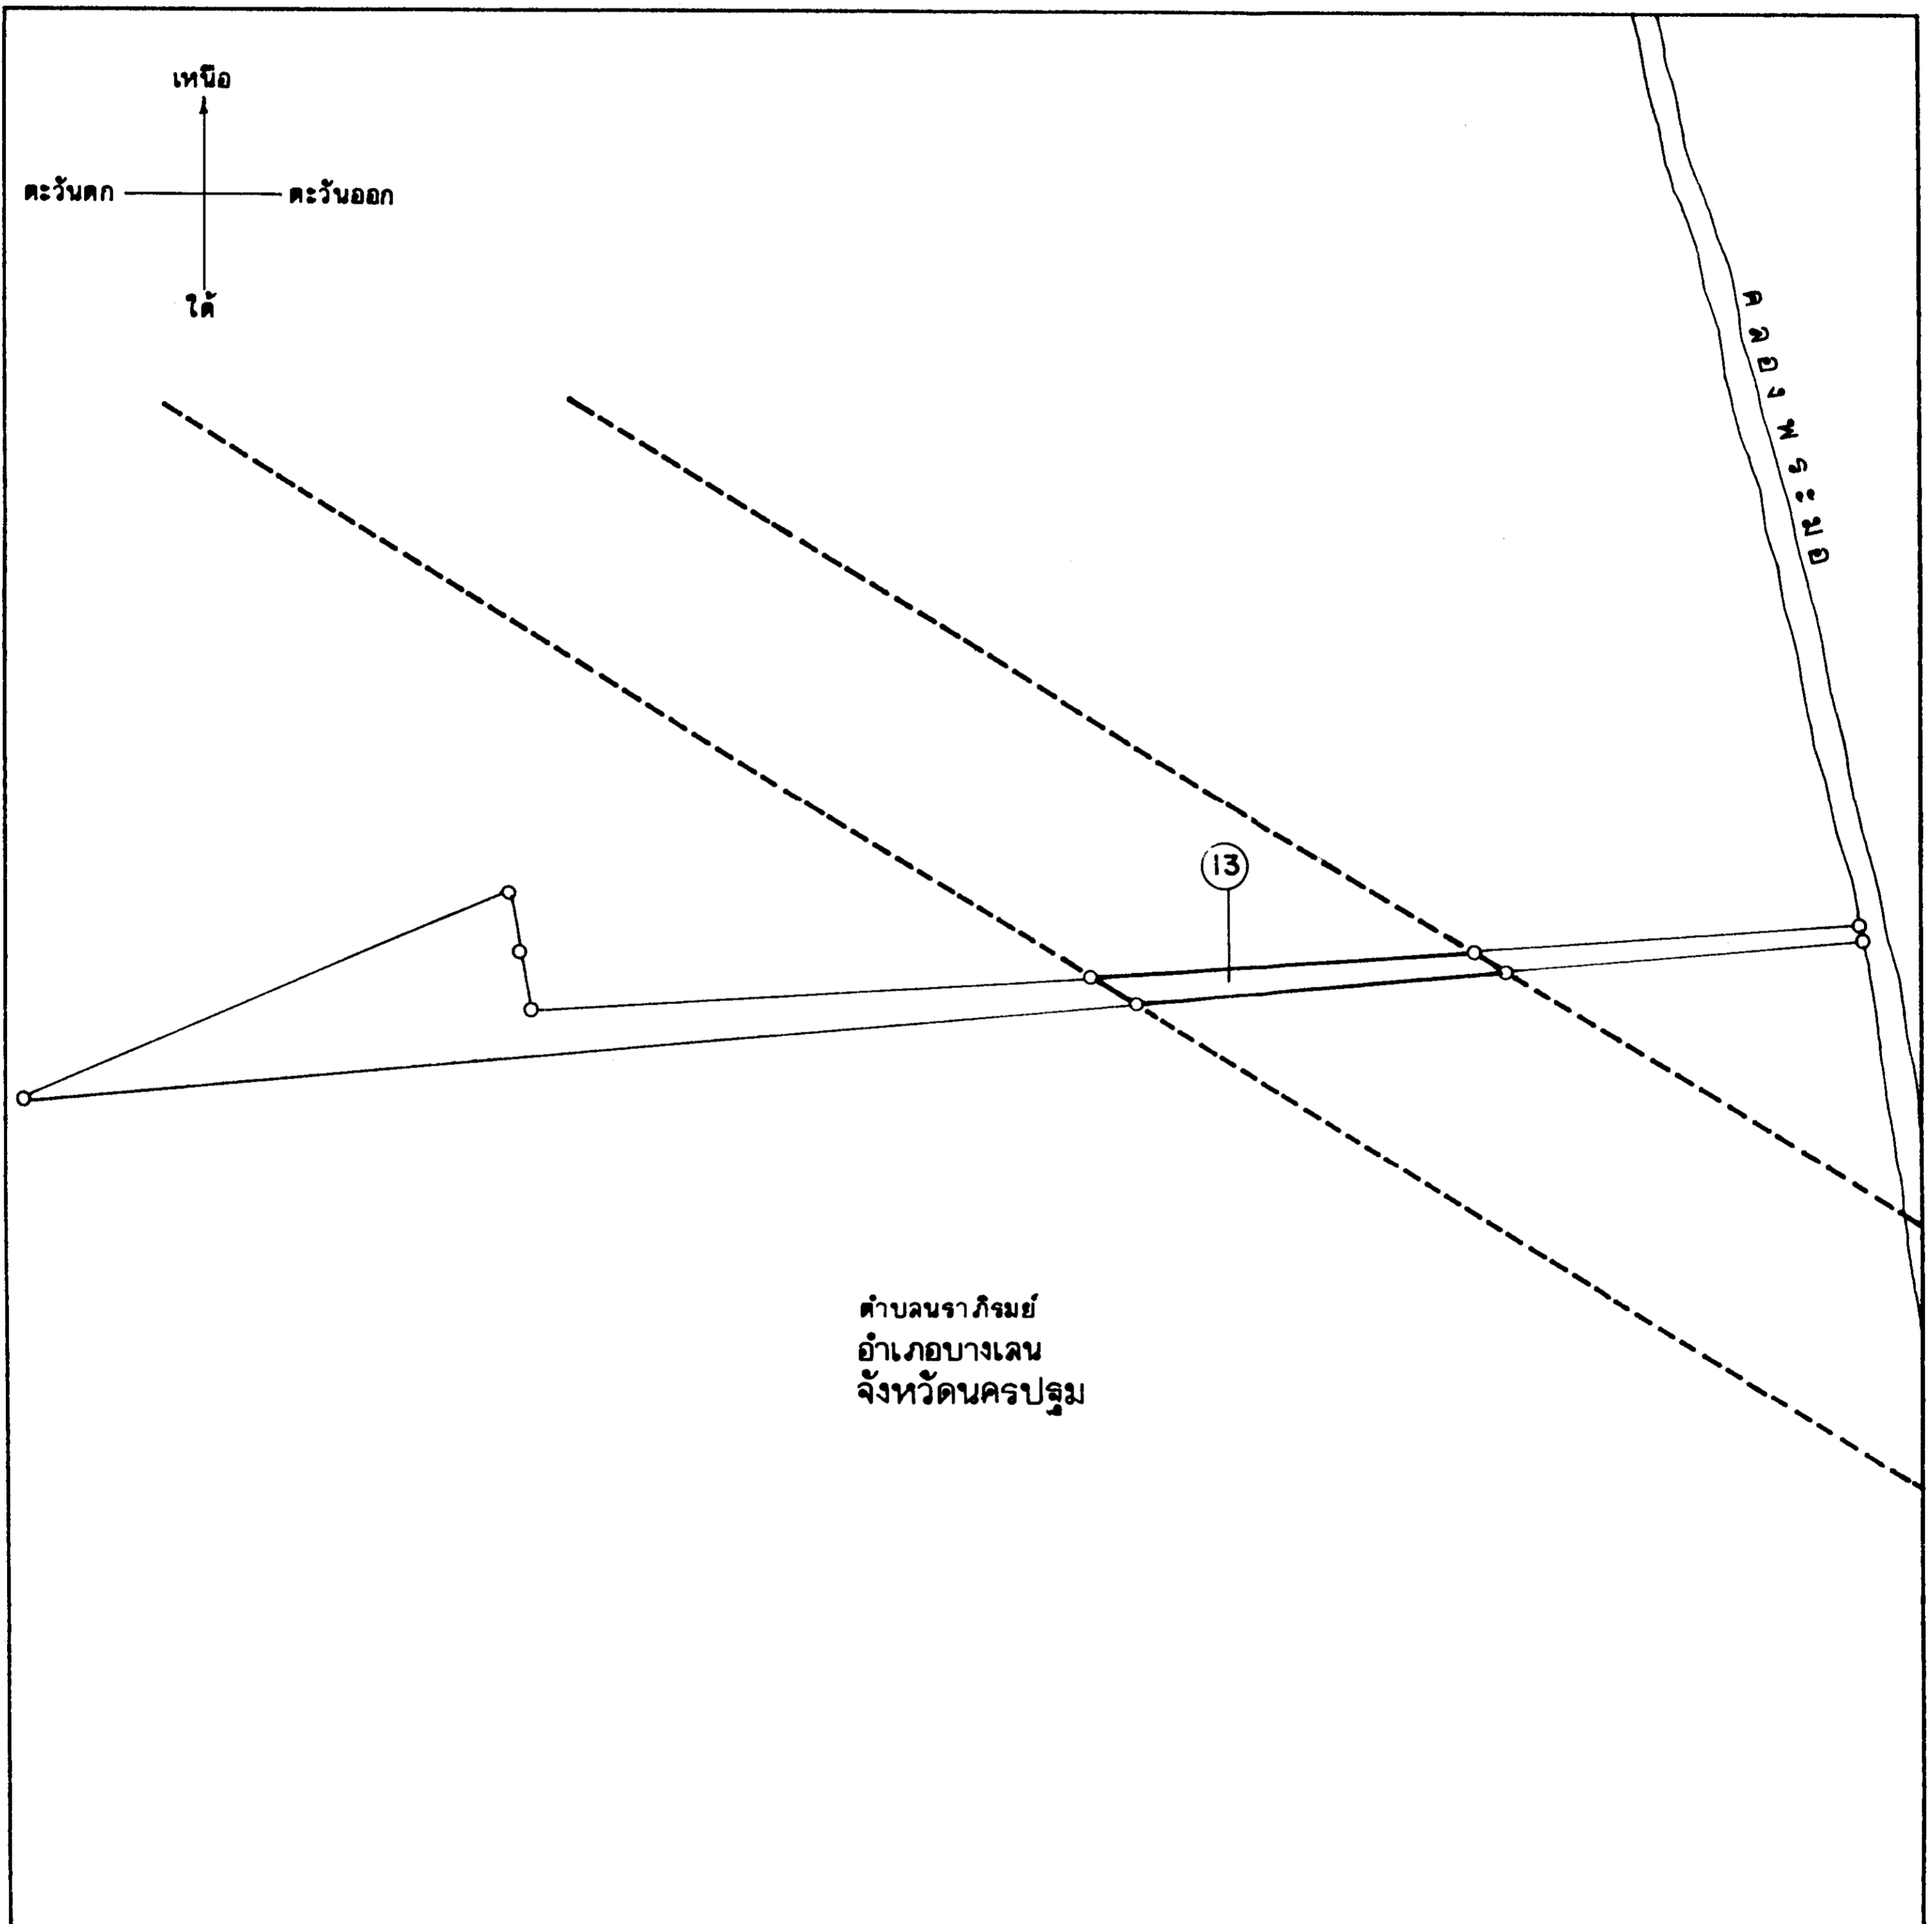 เหนือ
ตะวันตก
ตะวันออก
ใต้
คลองพระมอ
13
ตำบลนราภิรมย์
อำเภอบางเลน
จังหวัดนครปฐม